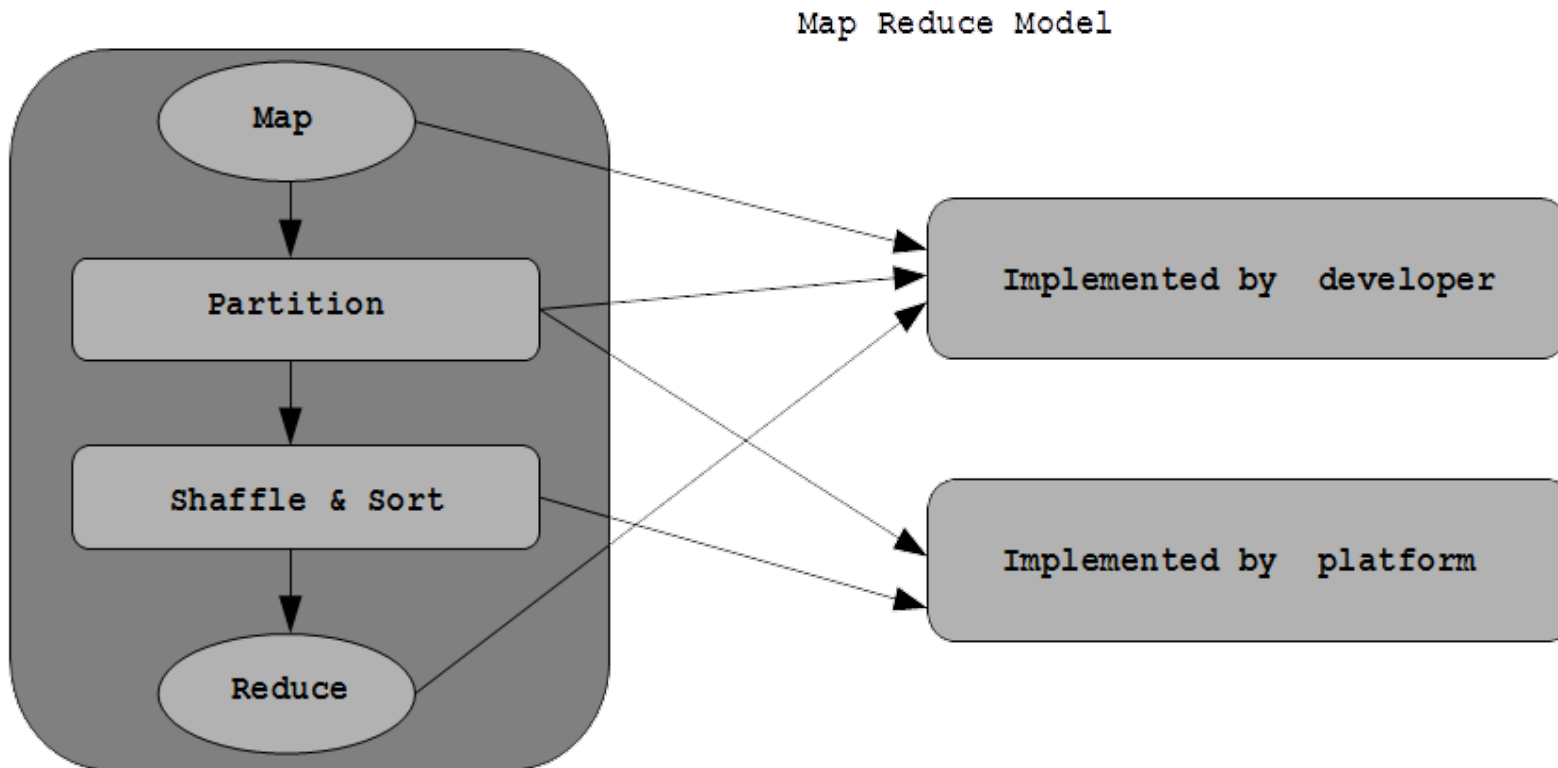 Map Reduce Model
Map
Partition
Shaffle & Sort
Reduce
Implemented by developer
Implemented by platform